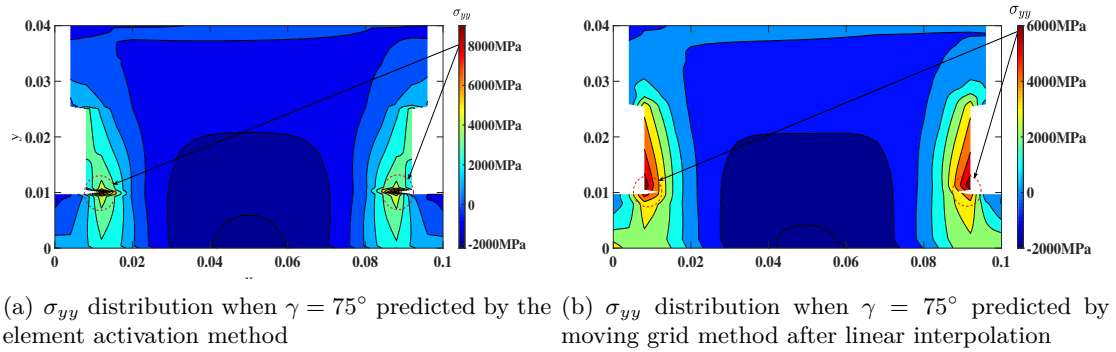 σyy
0.04
0.03
0.02
0.01
0
y
0 0.02 0.04 0.06 0.08 0.1
8000MPa
6000MPa
4000MPa
2000MPa
0
-2000MPa
σyy
0.04
0.03
0.02
0.01
0
0 0.02 0.04 0.06 0.08 0.1
6000MPa
4000MPa
2000MPa
0
-2000MPa
(a) σyy distribution when γ = 75° predicted by the
element activation method
(b) σyy distribution when γ = 75° predicted by
moving grid method after linear interpolation